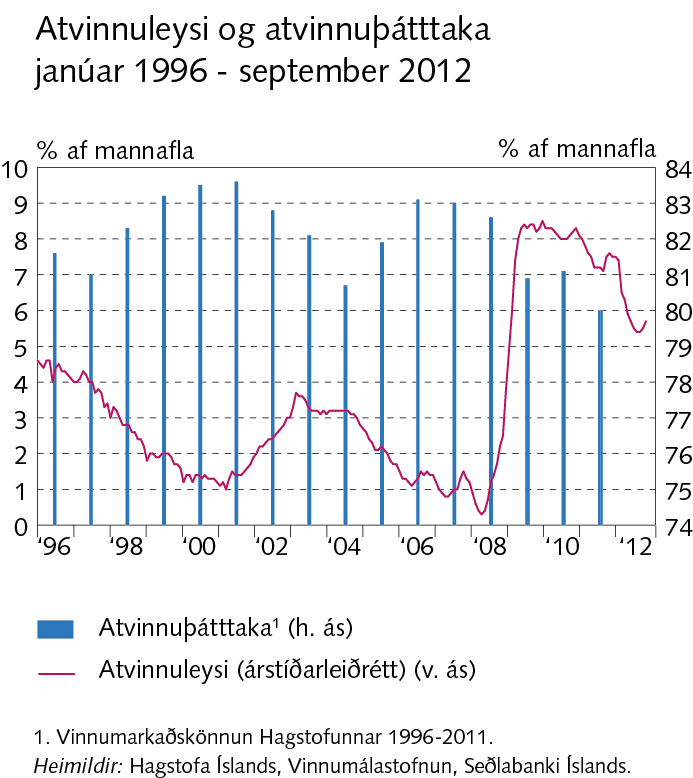 Atvinnuleysi og atvinnuþátttaka
janúar 1996 - september 2012
% af mannafla % af mannafla
10 84
9 83
8 82
7 81
6 80
5 79
4 78
3 77
2 76
1 75
0 74
‘96 ‘98 ‘00 ‘02 ‘04 ‘06 ‘08 ‘10 ‘12
Atvinnuþátttaka¹ (h. ás)
Atvinnuleysi (árstíðarleiðrétt) (v. ás)
1. Vinnumarkaðskönnun Hagstofunnar 1996-2011.
Heimildir: Hagstofa Íslands, Vinnumálastofnun, Seðlabanki Íslands.